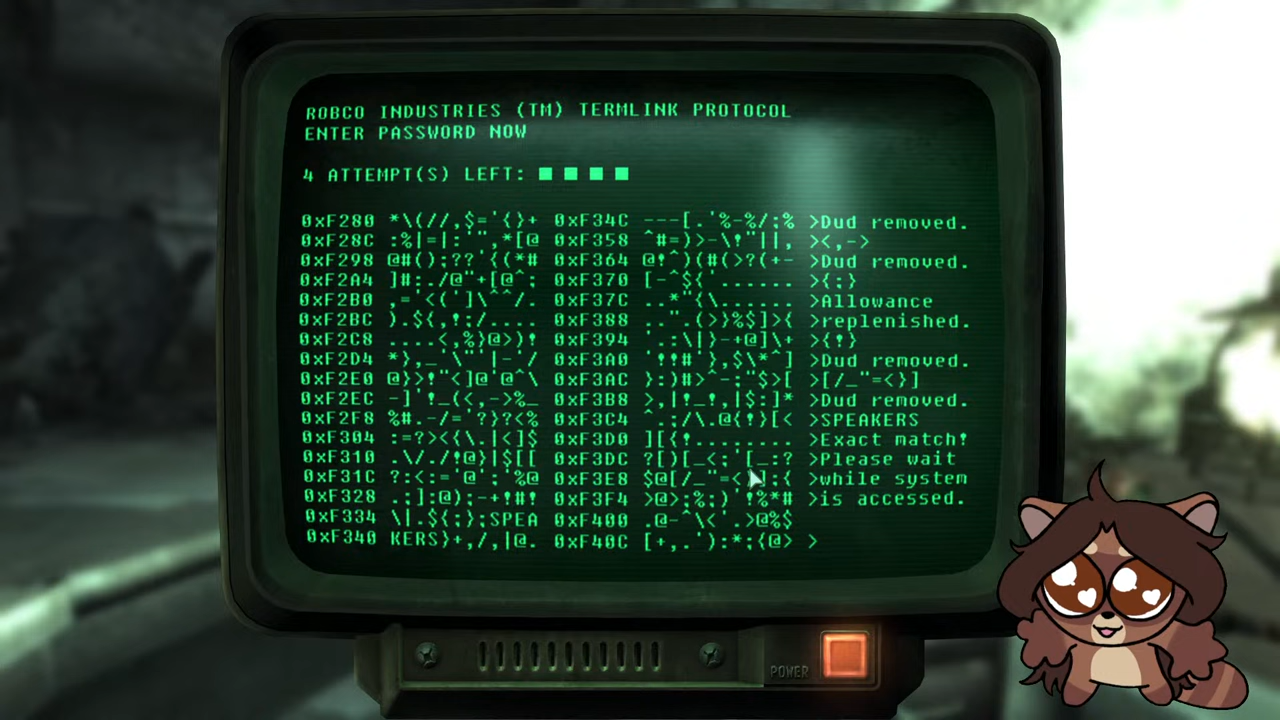 ROBCO INDUSTRIES (TM) TERMLINK PROTOCOL
ENTER PASSWORD NOW
4 ATTEMPT(S) LEFT: ■ ■ ■ ■
0xF280 *\(//,$='{}+ 0xF34C ---[.'%-%/;% >Dud removed.
0xF28C :%|=|:'",*[@ 0xF358 ^#=)>-\!"||, ><,->
0xF298 @#();??'{(*# 0xF364 @!^)(#(>?(+- >Dud removed.
0xF2A4 ]#:./@"+[@^: 0xF370 [-^${'...... >{;}
0xF2B0 ,='<(']\^^/. 0xF37C ..*"{\...... >Allowance
0xF2BC ).${,!;/.... 0xF388 ;.".(>}%$]>{ >replenished.
0xF2C8 ....<,%}@>)! 0xF394 '.:\|}-+@]\+ >{!}
0xF2D4 *},_'\"'|-'/ 0xF3A0 '!!#'},$\*^] >Dud removed.
0xF2E0 @}>!"<]@'@^\ 0xF3AC }:)#>^-;"$>[ >[/_"=<}]
0xF2EC -]'!_(<,->%_ 0xF3B8 >,|!_!,|$:]* >Dud removed.
0xF2F8 %#.-/='?}?<% 0xF3C4 ^.:/\.@{!}[< >SPEAKERS
0xF304 :=?><{\.|<]$ 0xF3D0 ][{!........ >Exact match!
0xF310 .\/./!@}|$[[ 0xF3DC ?[)[_<;'[_:? >Please wait
0xF31C ?:<:='@':'%@ 0xF3E8 $@[/_"=<}]:{ >while system
0xF328 .:]:@);-+!#! 0xF3F4 >@>;%;)'!%*# >is accessed.
0xF334 \|.${;};SPEA 0xF400 .@-^\<'.>@%$
0xF340 KERS}+,/,|@. 0xF40C [+,.'):*;{@> >
POWER